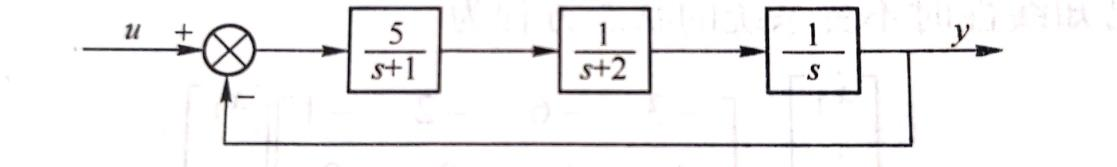 u + 5/(s+1) 1/(s+2) 1/s y
−